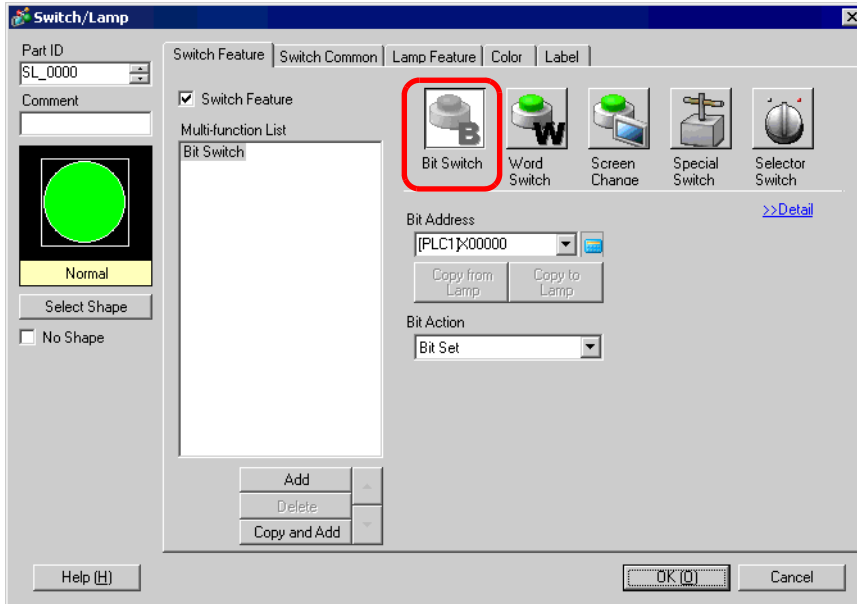 Switch/Lamp
Part ID
SL_0000
Comment
Normal
Select Shape
No Shape
Switch Feature
Switch Common
Lamp Feature
Color
Label
Switch Feature
Multi-function List
Bit Switch
Add
Delete
Copy and Add
Bit Switch
Word Switch
Screen Change
Special Switch
Selector Switch
>>Detail
Bit Address
[PLC1]X00000
Copy from Lamp
Copy to Lamp
Bit Action
Bit Set
Help (H)
OK (O)
Cancel